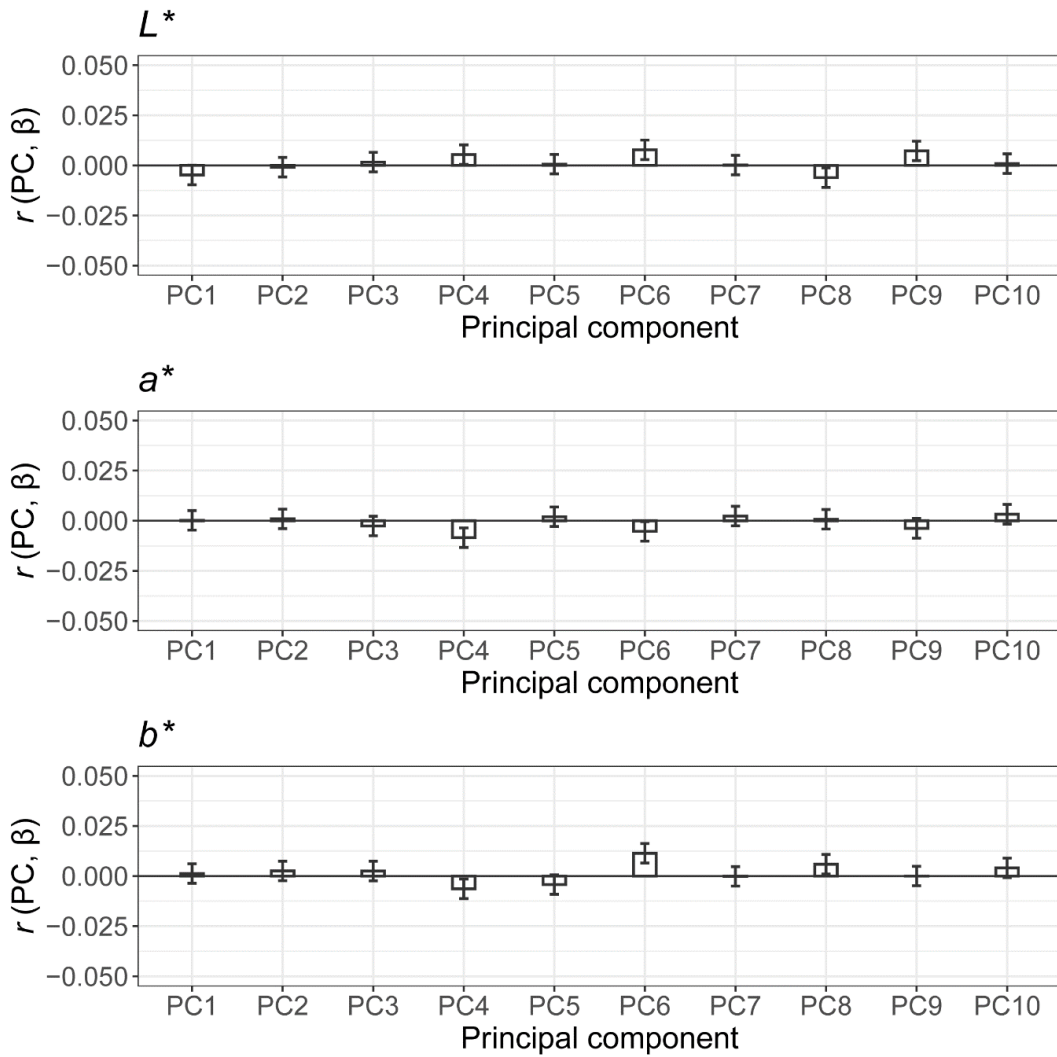 L*
r (PC, β)
0.050
0.025
0.000
−0.025
−0.050
PC1 PC2 PC3 PC4 PC5 PC6 PC7 PC8 PC9 PC10
Principal component
a*
r (PC, β)
0.050
0.025
0.000
−0.025
−0.050
PC1 PC2 PC3 PC4 PC5 PC6 PC7 PC8 PC9 PC10
Principal component
b*
r (PC, β)
0.050
0.025
0.000
−0.025
−0.050
PC1 PC2 PC3 PC4 PC5 PC6 PC7 PC8 PC9 PC10
Principal component